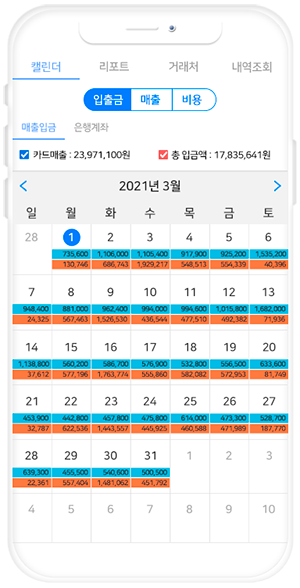 캘린더 리포트 거래처 내역조회
입출금 매출 비용
매출입금 은행계좌
카드매출 : 23,971,100원 총 입금액 : 17,835,641원
2021년 3월
일 월 화 수 목 금 토
28 1 2 3 4 5 6
735,600 1,106,000 1,105,400 917,900 925,200 1,535,200
130,746 686,743 1,929,217 548,513 554,339 40,396
7 8 9 10 11 12 13
948,400 881,000 962,400 994,000 994,600 1,015,800 1,682,000
24,325 567,463 1,526,530 436,544 477,510 492,382 71,936
14 15 16 17 18 19 20
1,138,800 560,200 586,700 576,900 532,800 556,500 633,600
37,612 577,196 1,763,774 555,860 582,082 572,953 81,749
21 22 23 24 25 26 27
453,900 442,800 457,800 475,800 614,000 473,300 528,700
32,787 622,536 1,443,557 445,925 460,588 471,989 187,770
28 29 30 31 1 2 3
639,300 455,500 540,600 500,500
22,361 557,404 1,481,062 451,792
4 5 6 7 8 9 10